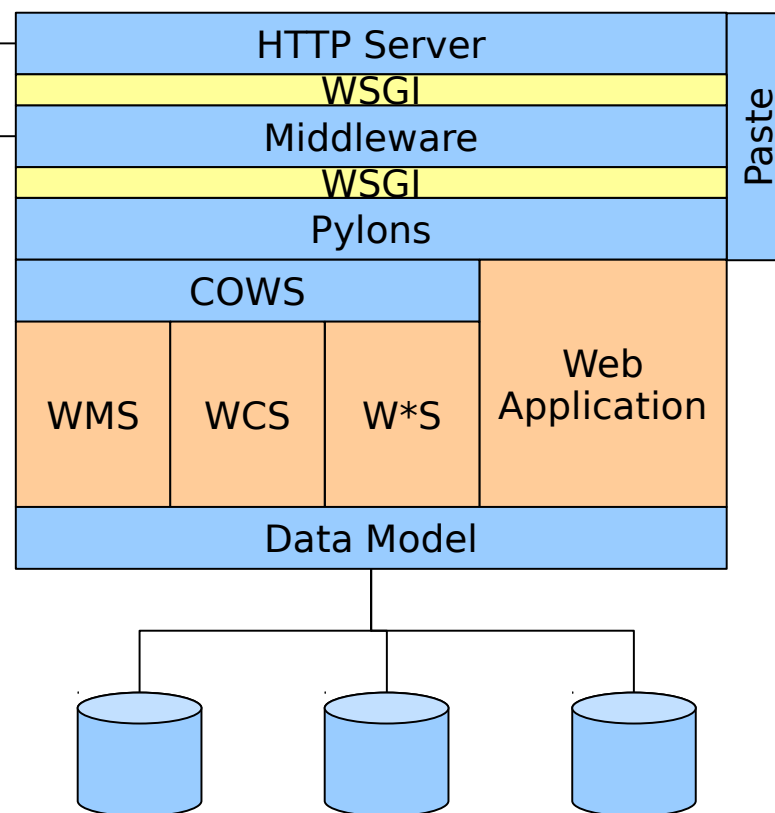 HTTP Server
WSGI
Middleware
WSGI
Pylons
Paste
COWS
WMS
WCS
W*S
Web
Application
Data Model